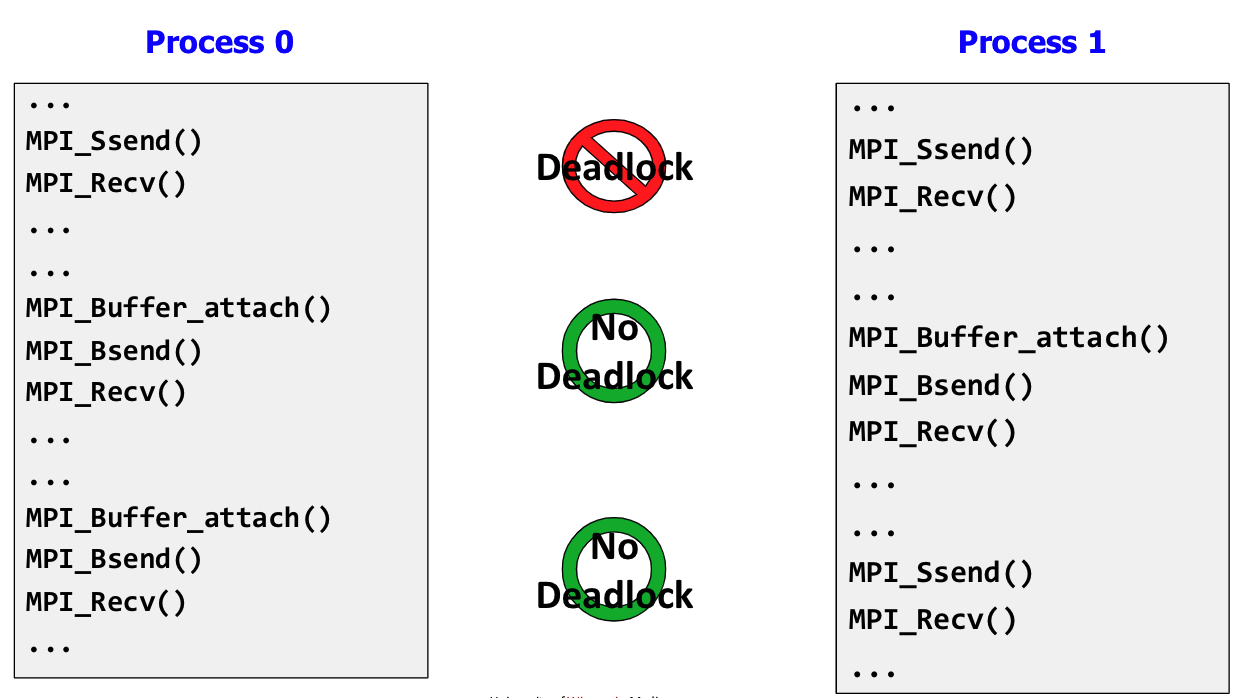 Process 0
...
MPI_Ssend()
MPI_Recv()
...
...
MPI_Buffer_attach()
MPI_Bsend()
MPI_Recv()
...
...
MPI_Buffer_attach()
MPI_Bsend()
MPI_Recv()
...
Deadlock
No
Deadlock
No
Deadlock
Process 1
...
MPI_Ssend()
MPI_Recv()
...
...
MPI_Buffer_attach()
MPI_Bsend()
MPI_Recv()
...
...
MPI_Ssend()
MPI_Recv()
...